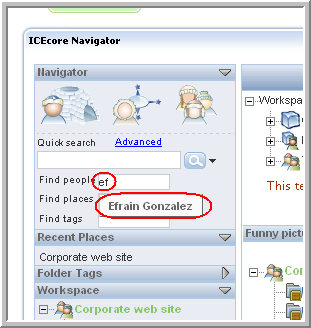 ICEcore Navigator
Navigator
Quick search Advanced
Find people ef
Find places
Efrain Gonzalez
Find tags
Recent Places
Corporate web site
Folder Tags
Workspace
Corporate web site
Workspa
This te
Funny pictu
Cor